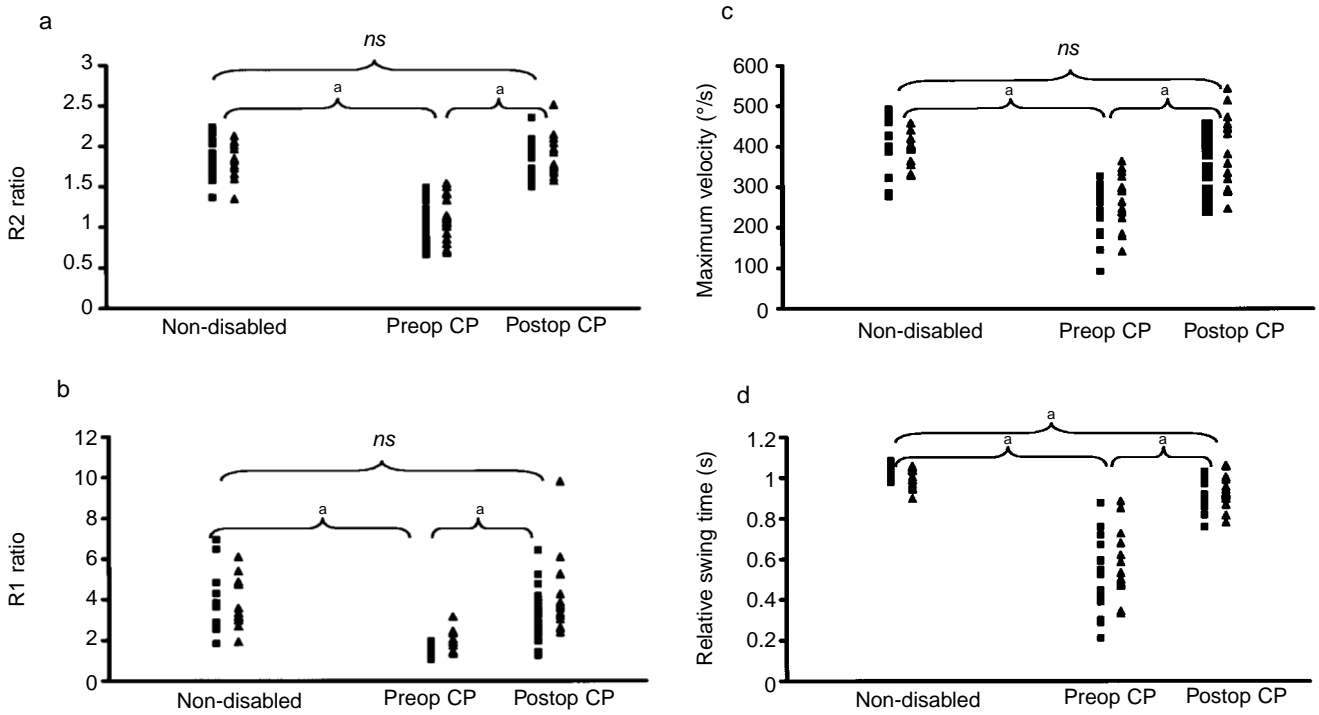 a
ns
a
a
3
2.5
2
1.5
1
0.5
0
R2 ratio
Non-disabled
Preop CP
Postop CP
b
ns
a
a
12
10
8
6
4
2
0
R1 ratio
Non-disabled
Preop CP
Postop CP
c
ns
a
a
600
500
400
300
200
100
0
Maximum velocity (°/s)
Non-disabled
Preop CP
Postop CP
d
a
a
a
1.2
1
0.8
0.6
0.4
0.2
0
Relative swing time (s)
Non-disabled
Preop CP
Postop CP